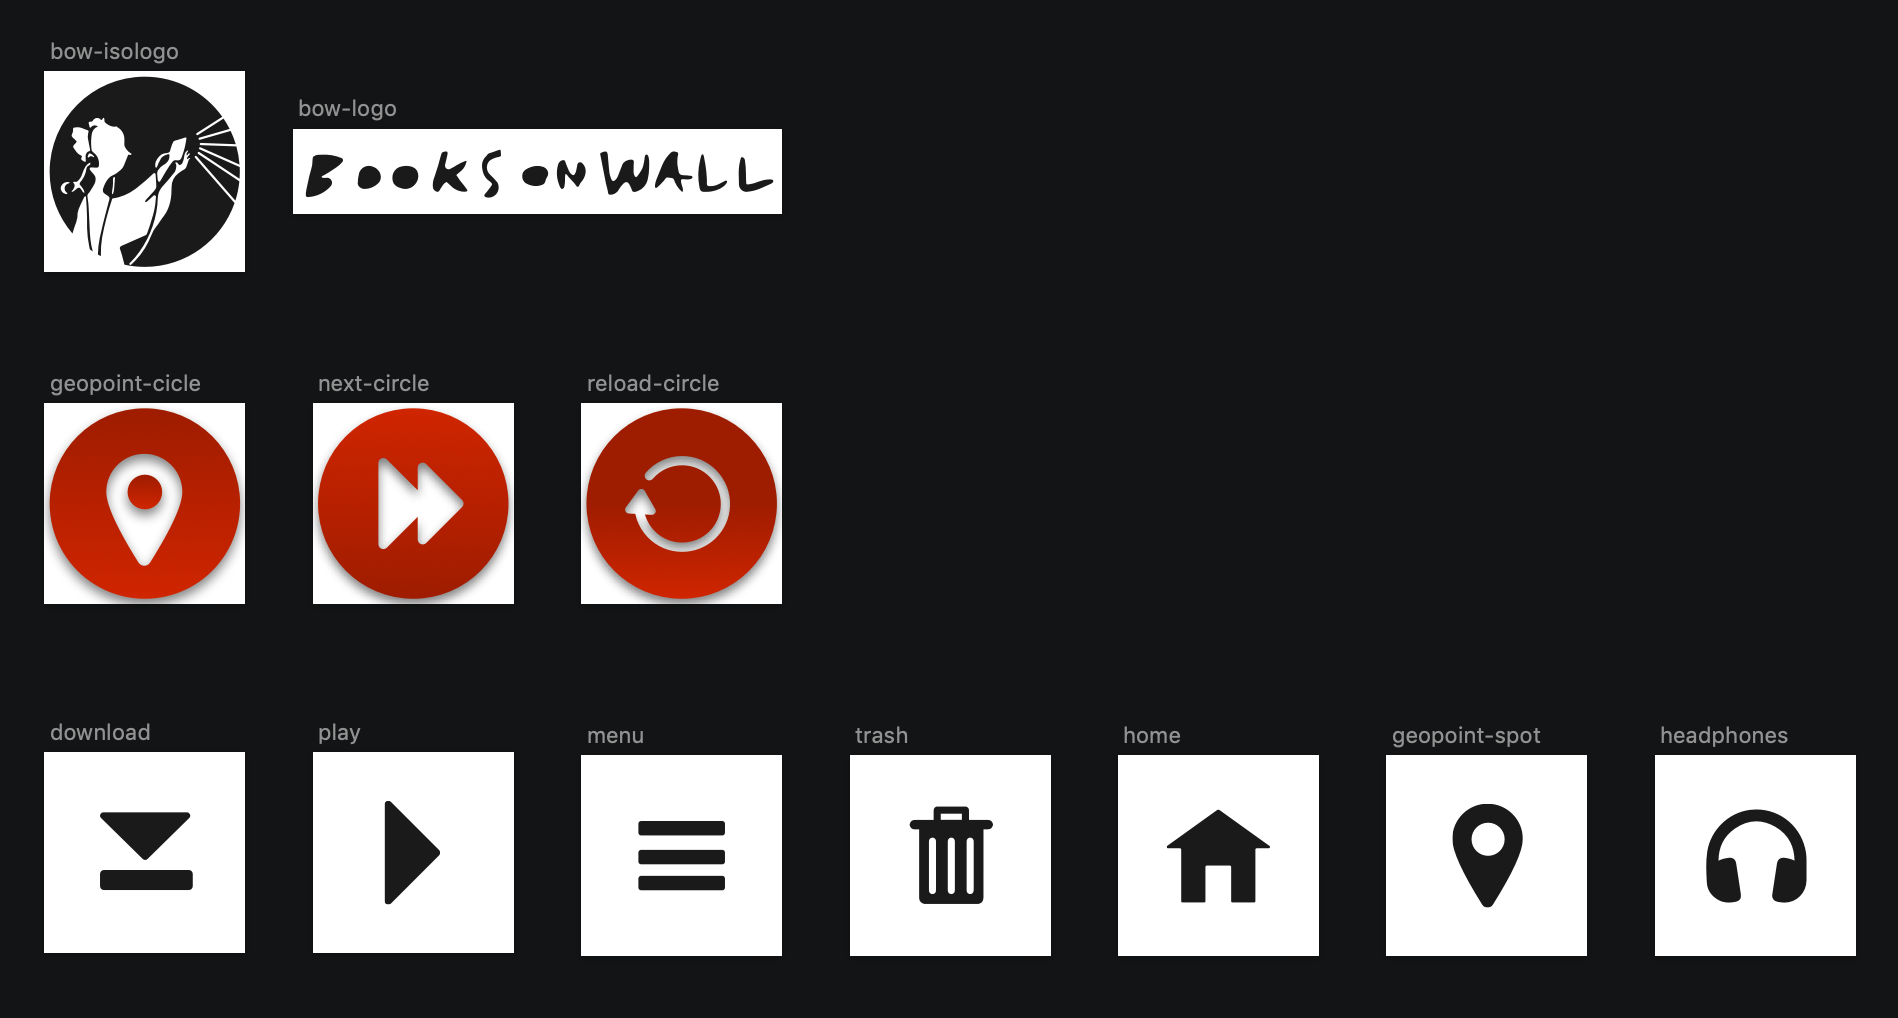 bow-isologo
bow-logo
BOOKS ON WALL
geopoint-cicle next-circle reload-circle
download play menu trash home geopoint-spot headphones